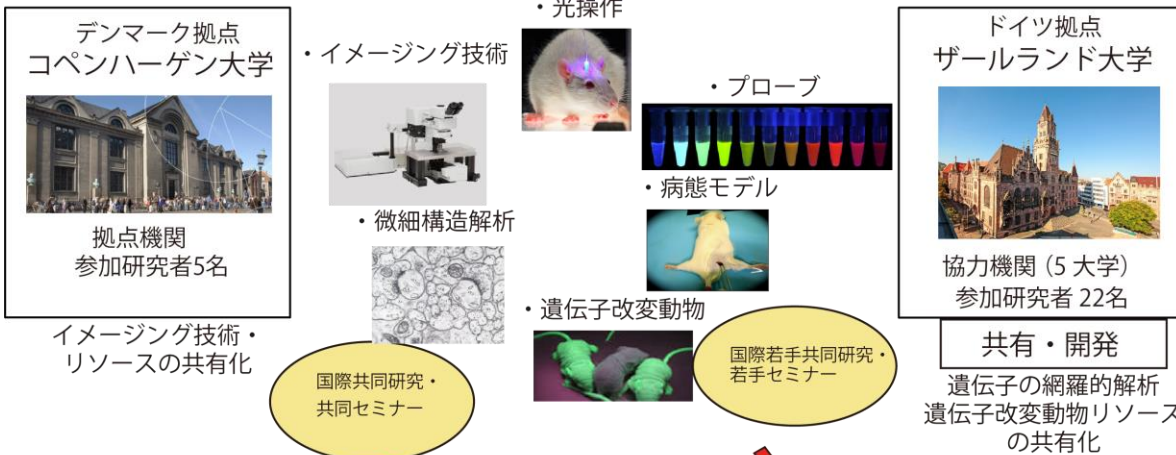 デンマーク拠点
コペンハーゲン大学
拠点機関
参加研究者5名
イメージング技術・
リソースの共有化
・光操作
・イメージング技術
・プローブ
・微細構造解析
・病態モデル
・遺伝子改変動物
国際共同研究・
共同セミナー
国際若手共同研究・
若手セミナー
ドイツ拠点
ザールランド大学
協力機関（5 大学）
参加研究者 22名
共有・開発
遺伝子の網羅的解析
遺伝子改変動物リソース
の共有化